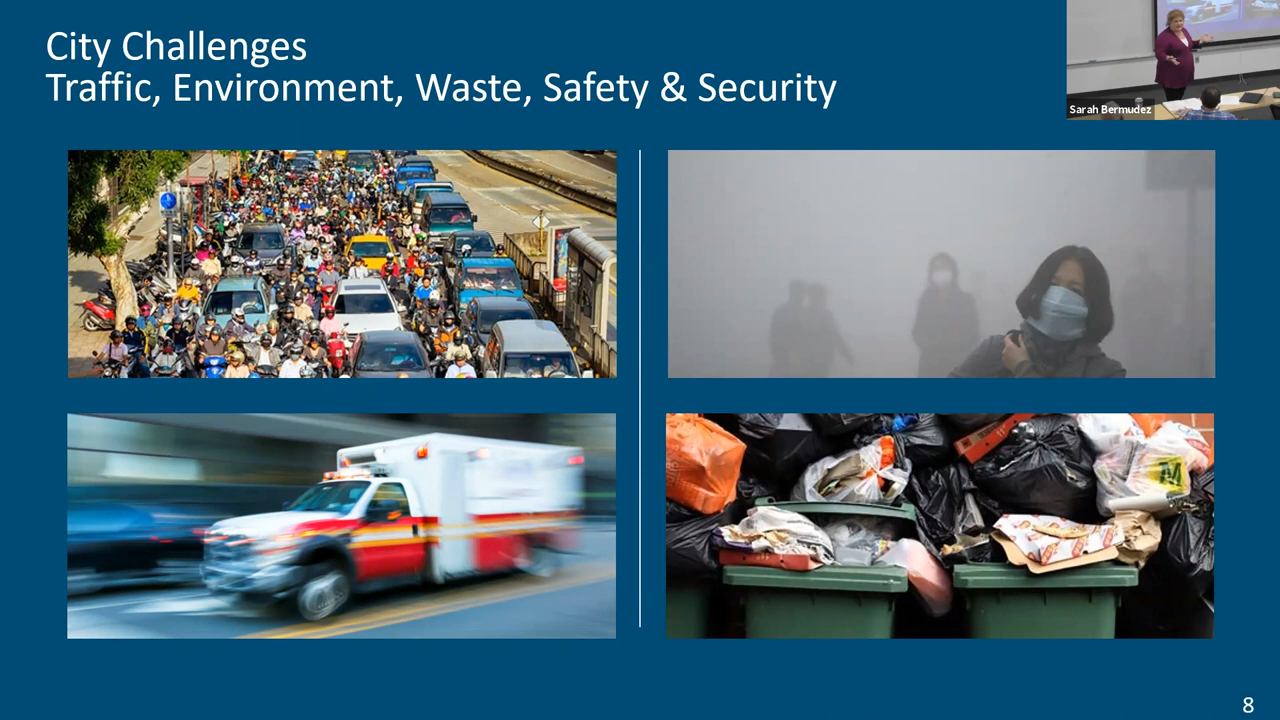 City Challenges
Traffic, Environment, Waste, Safety & Security
Sarah Bermudez
8